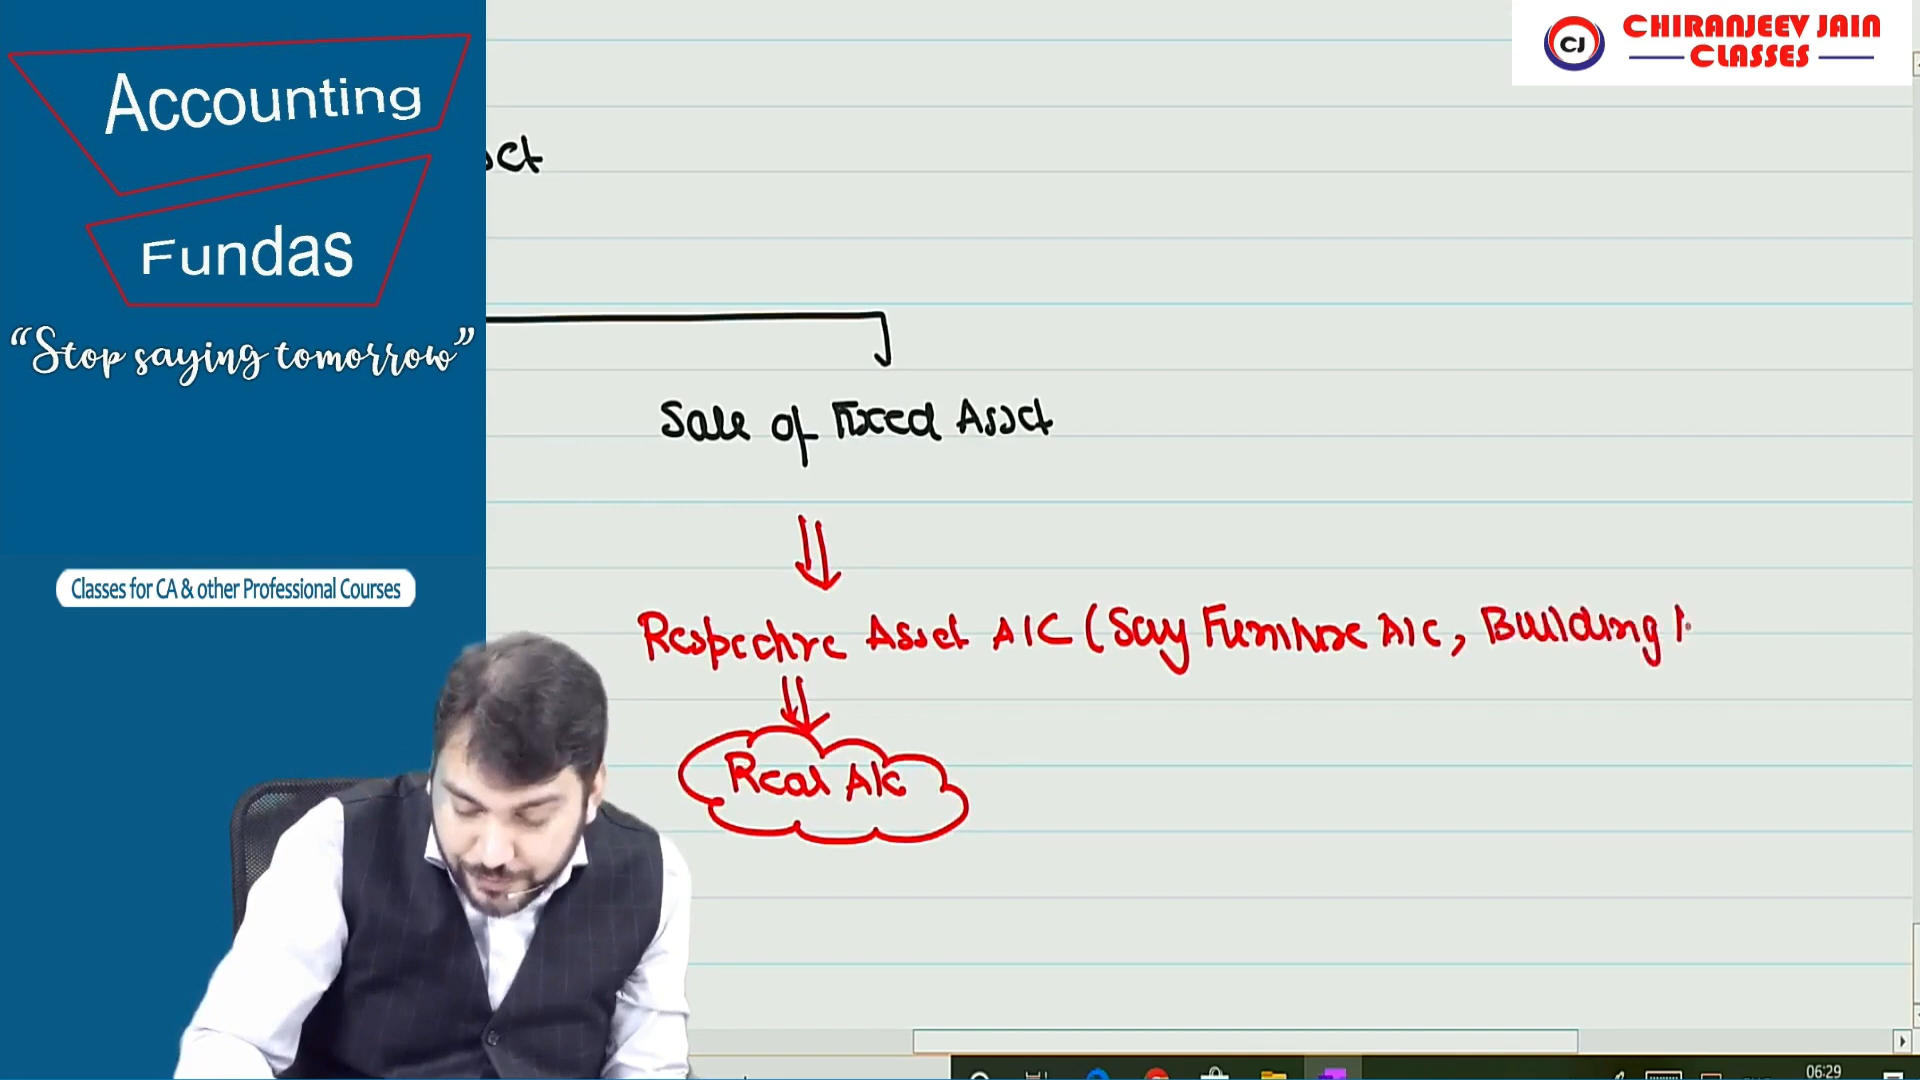 Accounting
Fundas
“Stop saying tomorrow”
Classes for CA & other Professional Courses
CJ
CHIRANJEEV JAIN
CLASSES
Sale of Fixed Asset
Respective Asset A/C (Say Furniture A/C, Building
Real A/c
06:29